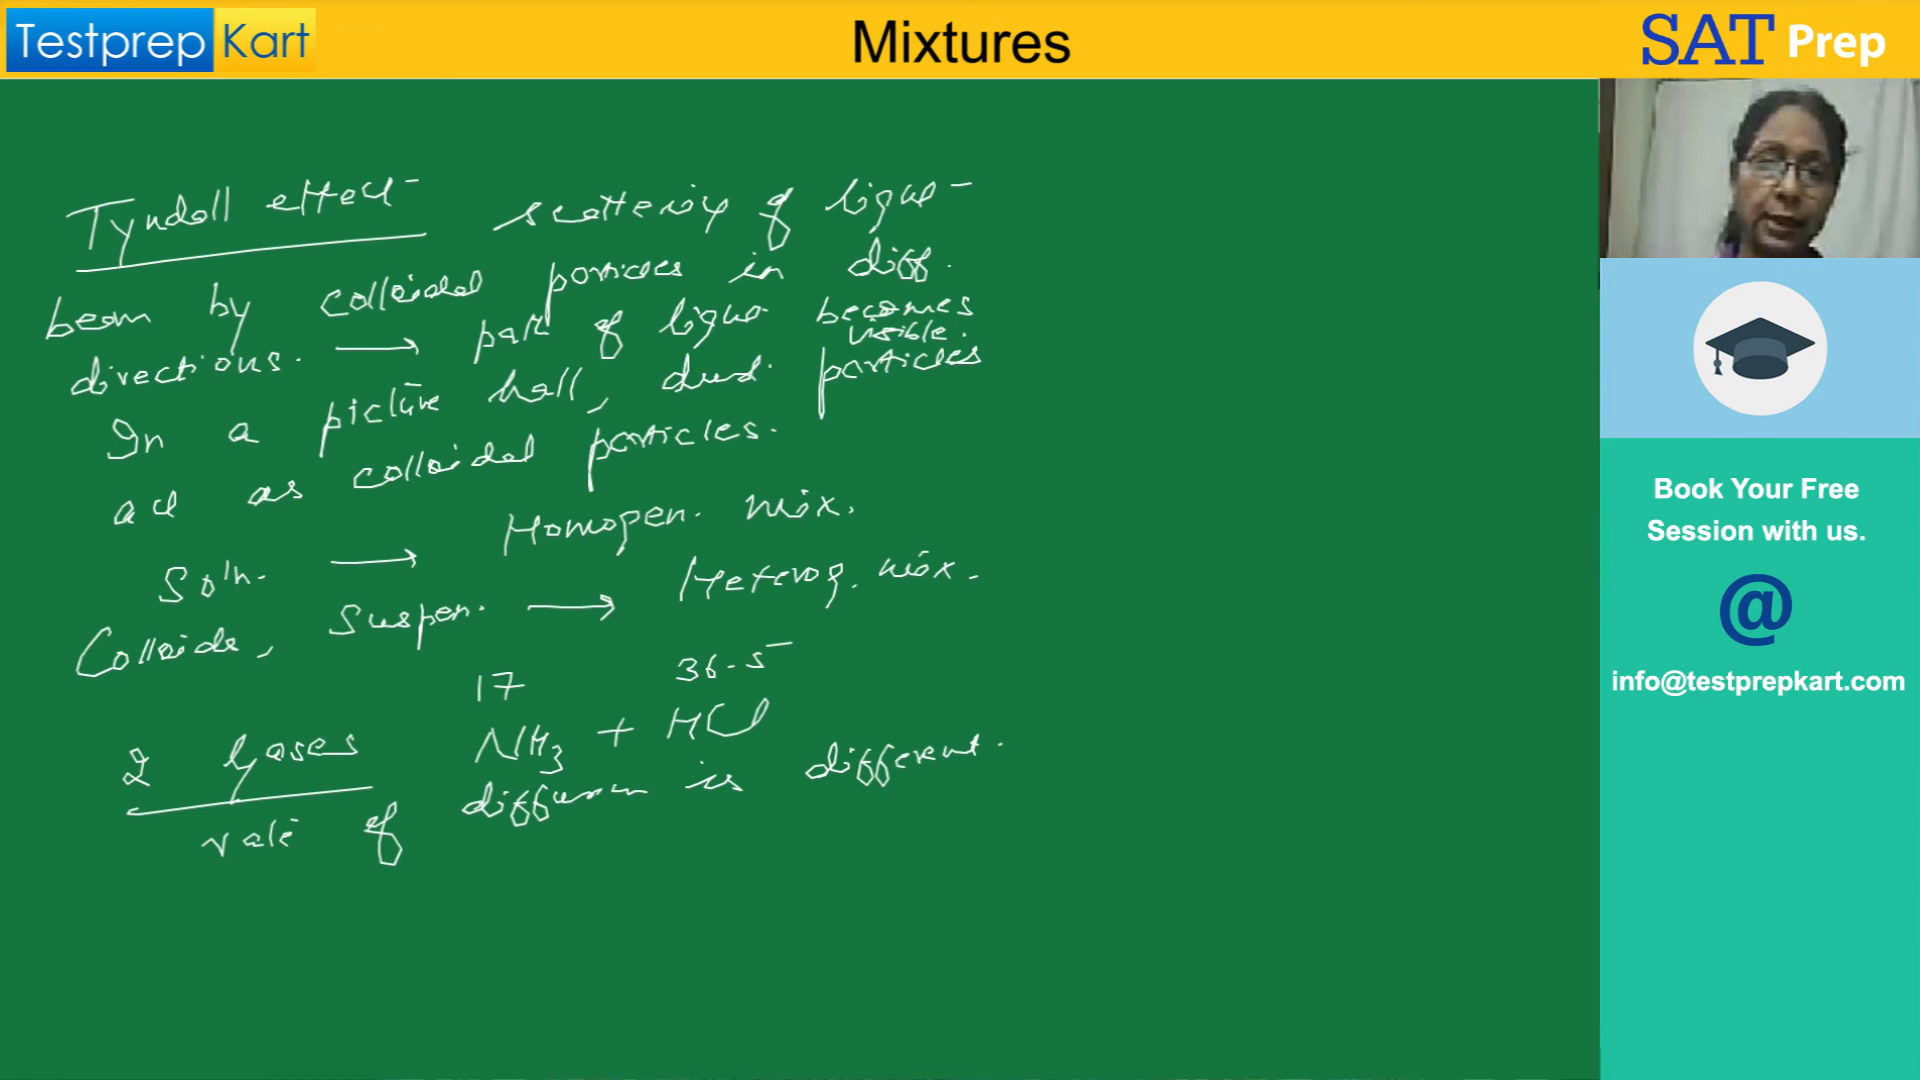 Testprep Kart
Mixtures
SAT Prep
Tyndall effect - scattering of light
beam by colloidal particles in diff.
directions. → path of light becomes
visible.
In a picture hall, dust particles
act as colloidal particles.
Soln. → Homogen. mix.
Colloids, Suspen. → Heterog. mix.
17 36.5
2 Gases NH3 + HCl
rate of diffusion is different.
Book Your Free
Session with us.
@
info@testprepkart.com